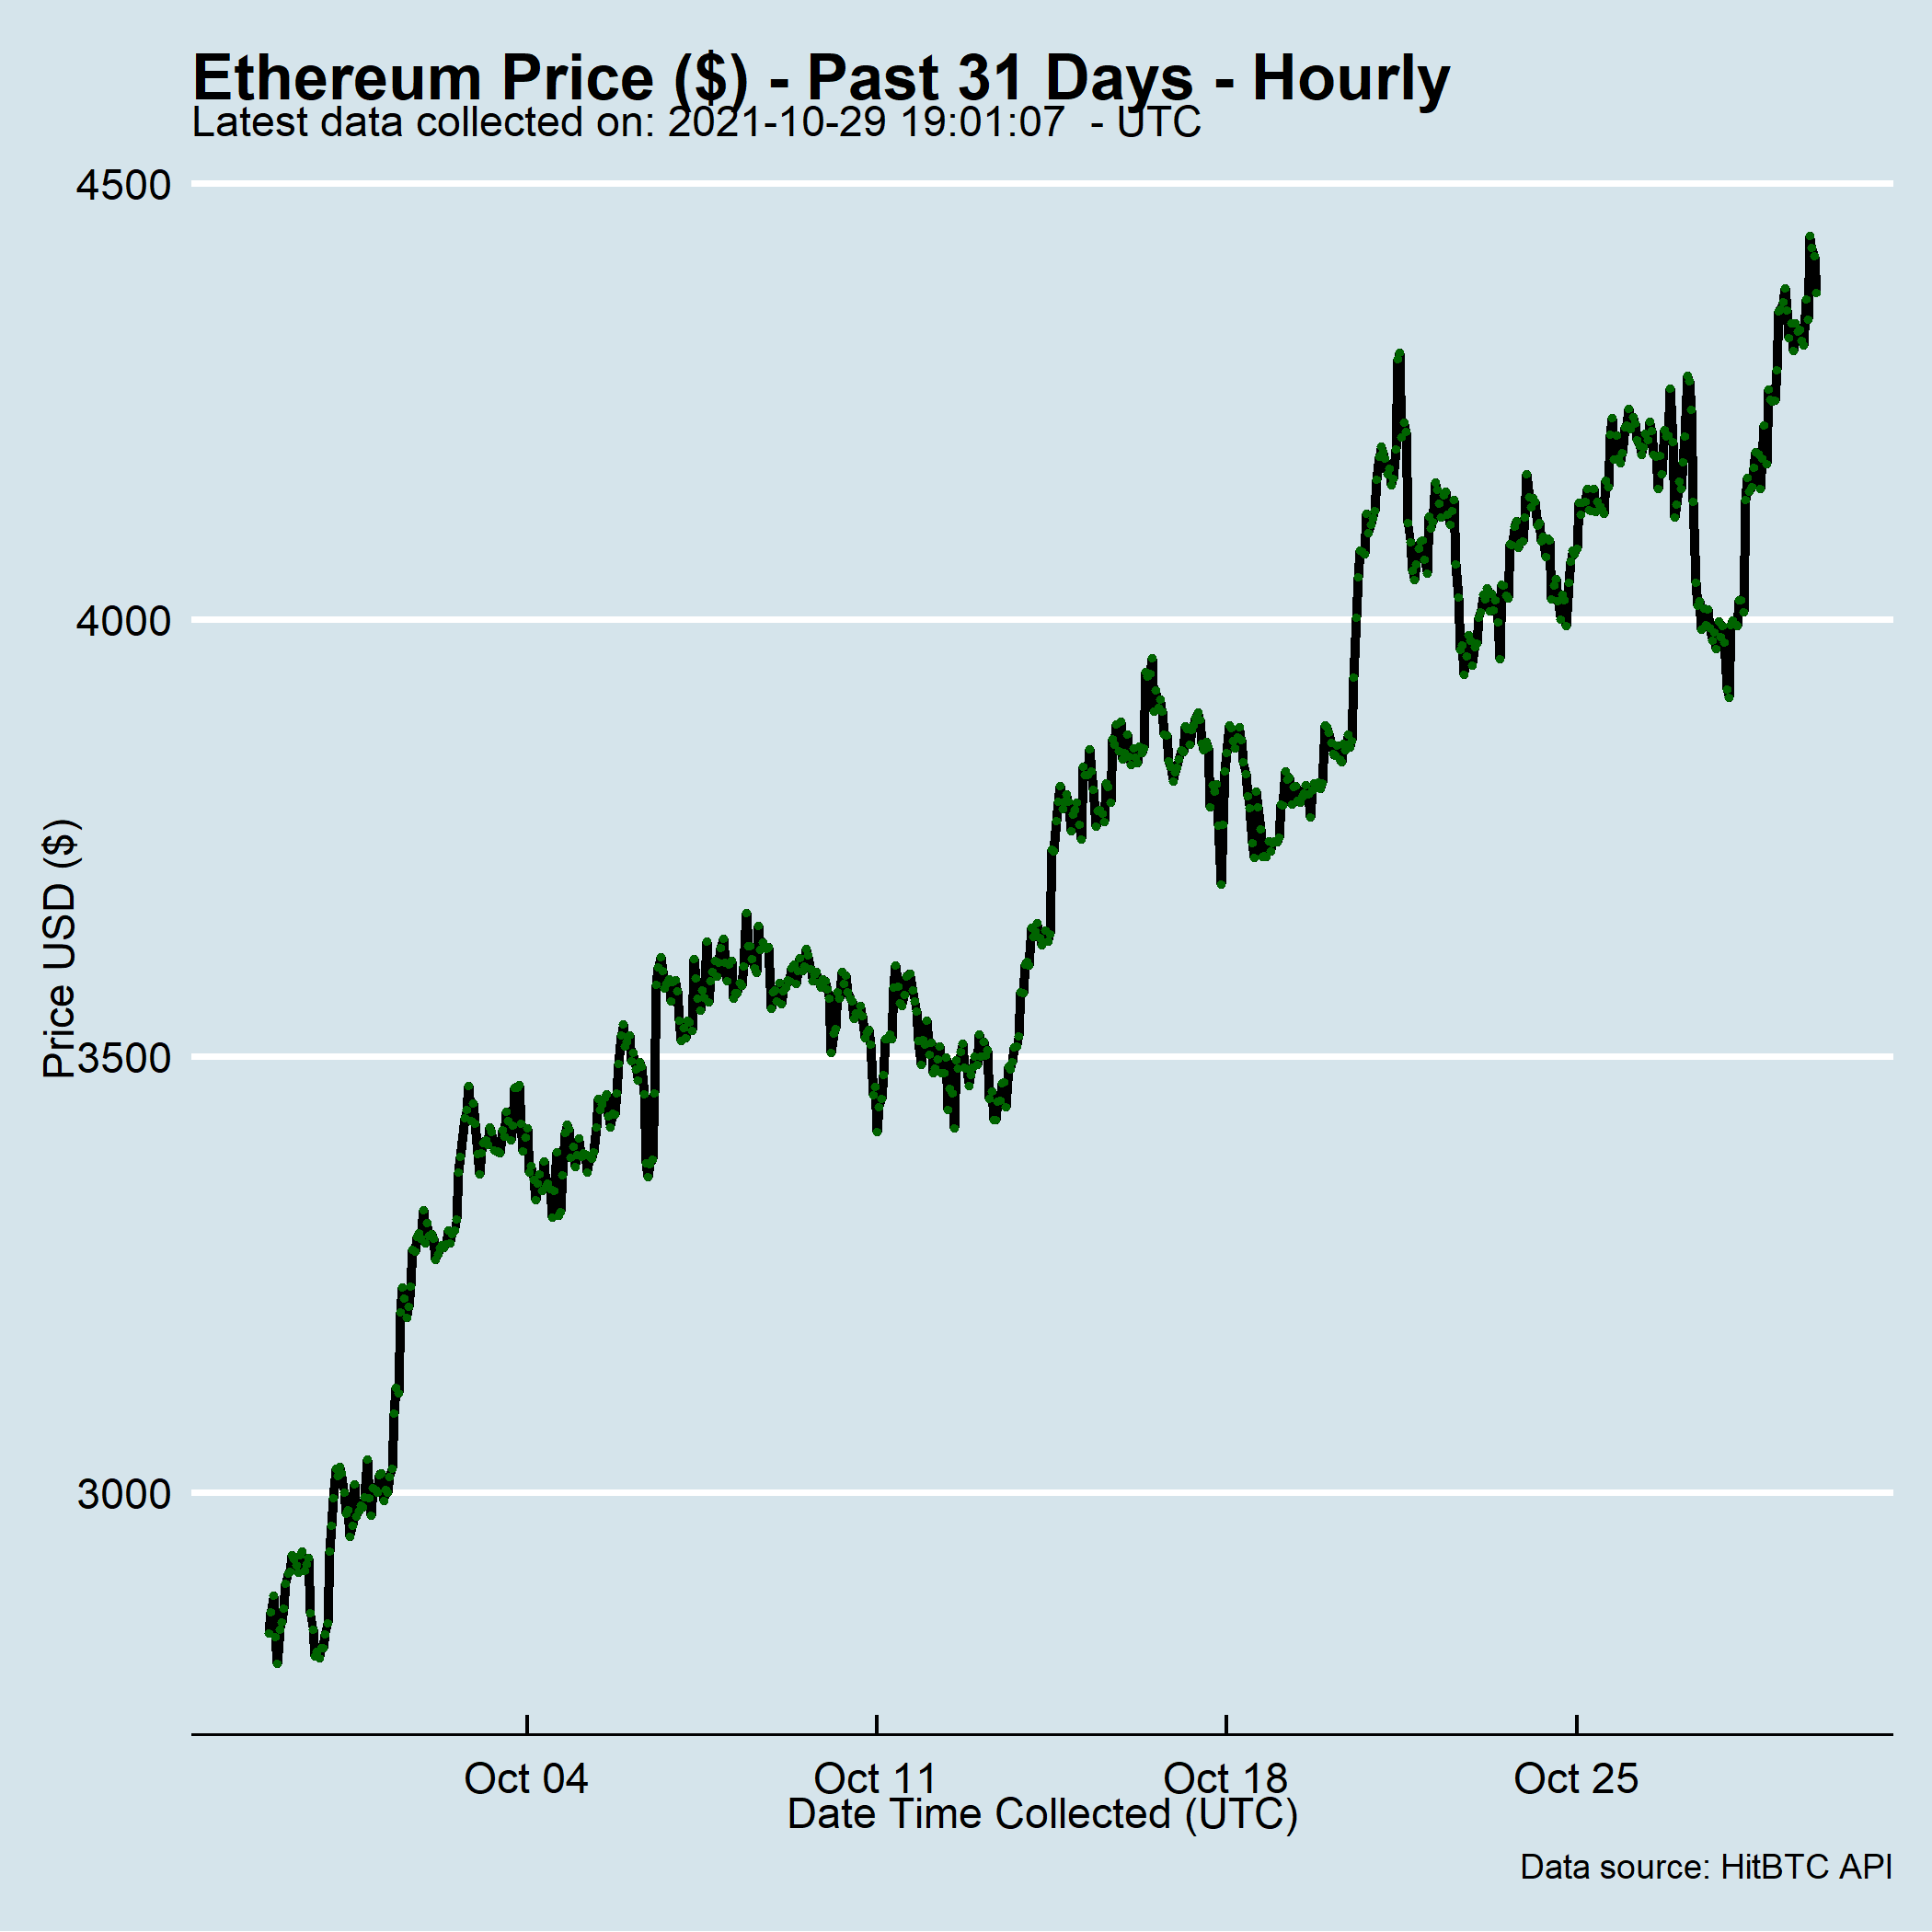 Ethereum Price ($) - Past 31 Days - Hourly
Latest data collected on: 2021-10-29 19:01:07  - UTC
4500
4000
3500
3000
Price USD ($)
Oct 04
Oct 11
Oct 18
Oct 25
Date Time Collected (UTC)
Data source: HitBTC API